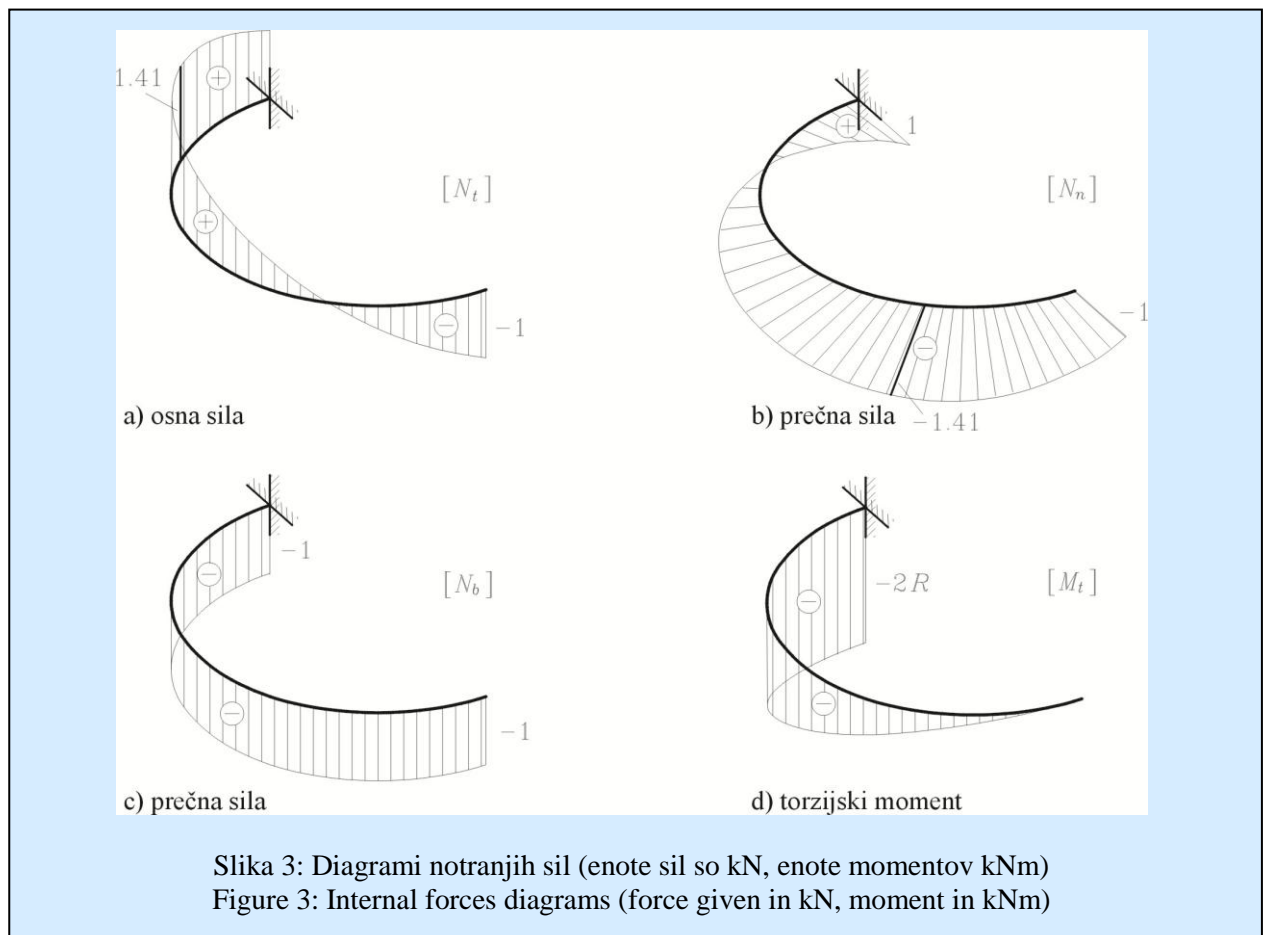 1.41
+
1
+
[N_t]
[N_n]
+
−
−1
−1
−
a) osna sila
b) prečna sila
−1.41
−1
−
[N_b]
−2R
[M_t]
−
−
−
−1
c) prečna sila
d) torzijski moment
Slika 3: Diagrami notranjih sil (enote sil so kN, enote momentov kNm)
Figure 3: Internal forces diagrams (force given in kN, moment in kNm)